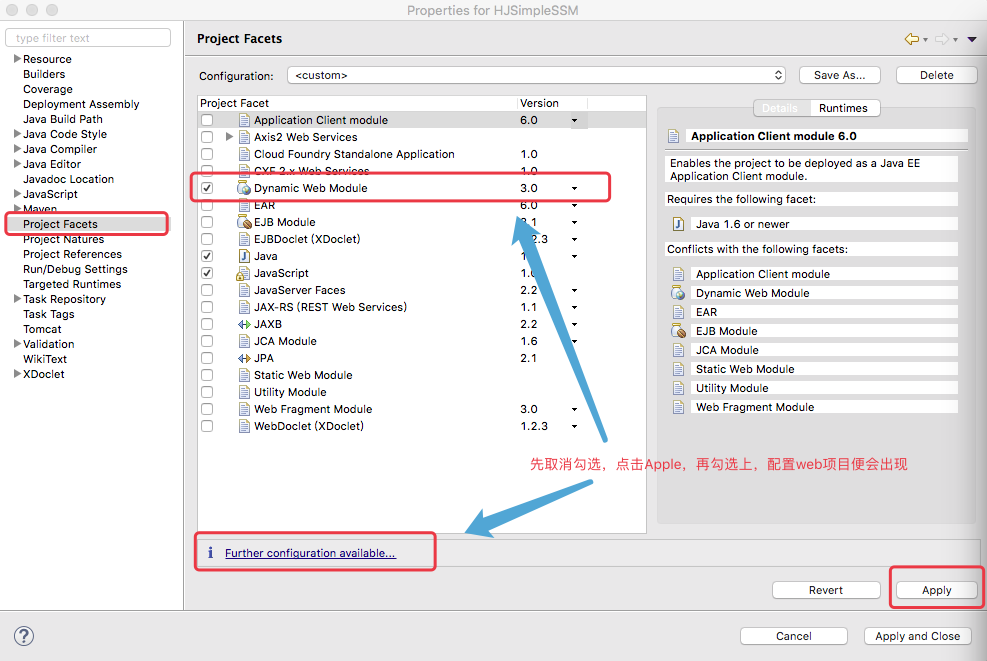 Properties for HJSimpleSSM
type filter text
Resource
Builders
Coverage
Deployment Assembly
Java Build Path
Java Code Style
Java Compiler
Java Editor
Javadoc Location
JavaScript
Maven
Project Facets
Project Natures
Project References
Run/Debug Settings
Targeted Runtimes
Task Repository
Task Tags
Tomcat
Validation
WikiText
XDoclet
Project Facets
Configuration: <custom> Save As... Delete
Project Facet Version
Application Client module 6.0
Axis2 Web Services
Cloud Foundry Standalone Application 1.0
CXF 2.x Web Services 1.0
Dynamic Web Module 3.0
EAR 6.0
EJB Module .1
EJBDoclet (XDoclet) .2.3
Java 1.
JavaScript 1.0
JavaServer Faces 2.2
JAX-RS (REST Web Services) 1.1
JAXB 2.2
JCA Module 1.6
JPA 2.1
Static Web Module
Utility Module
Web Fragment Module 3.0
WebDoclet (XDoclet) 1.2.3
Details Runtimes
Application Client module 6.0
Enables the project to be deployed as a Java EE
Application Client module.
Requires the following facet:
Java 1.6 or newer
Conflicts with the following facets:
Application Client module
Dynamic Web Module
EAR
EJB Module
JCA Module
Static Web Module
Utility Module
Web Fragment Module
先取消勾选，点击Apple，再勾选上，配置web项目便会出现
i Further configuration available...
Revert Apply
? Cancel Apply and Close